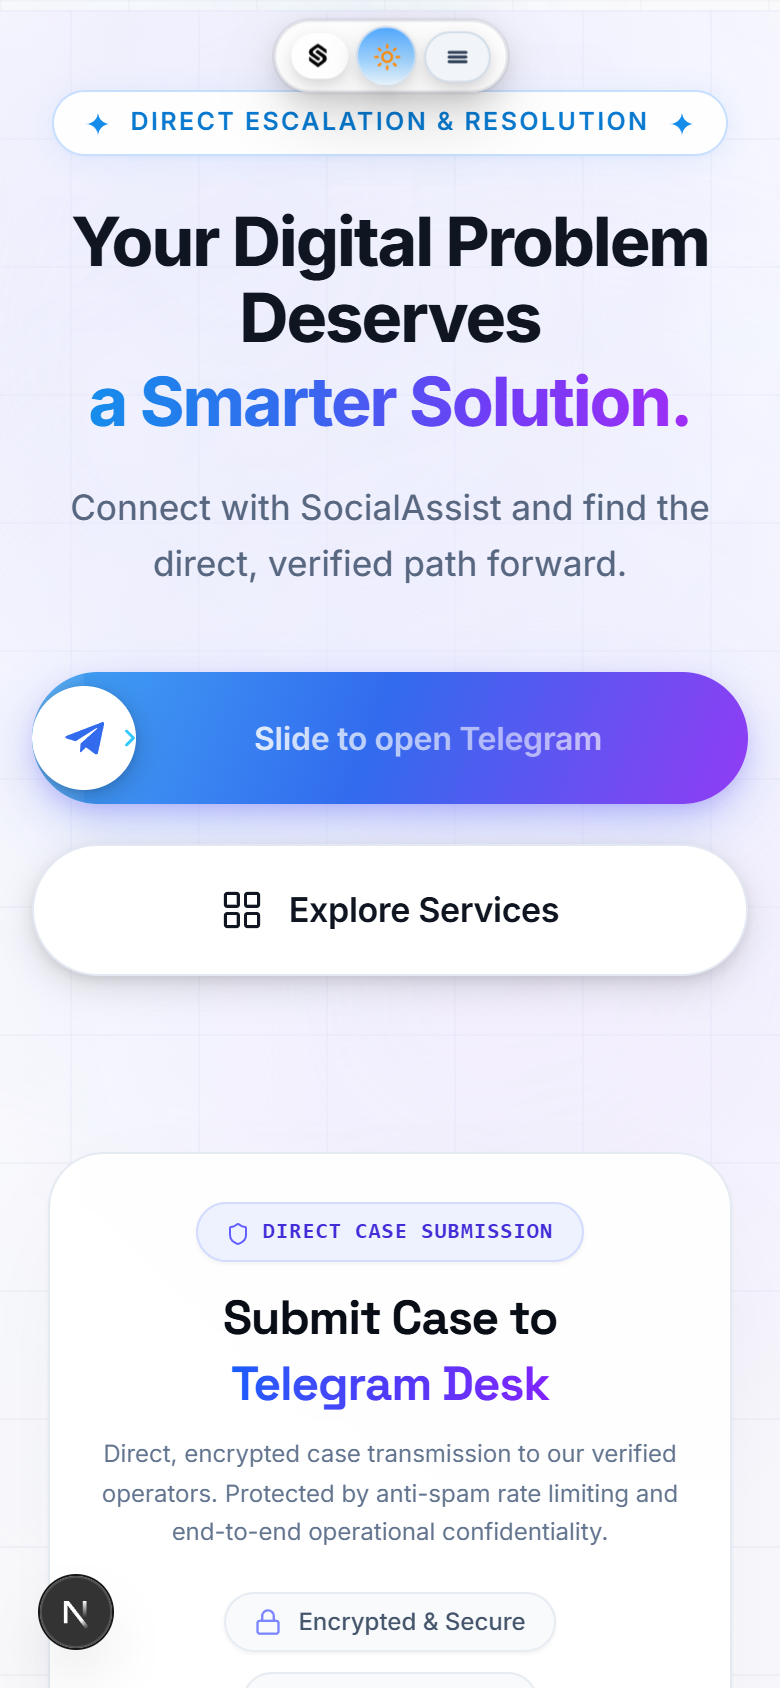 DIRECT ESCALATION & RESOLUTION
Your Digital Problem
Deserves
a Smarter Solution.
Connect with SocialAssist and find the
direct, verified path forward.
Slide to open Telegram
Explore Services
DIRECT CASE SUBMISSION
Submit Case to
Telegram Desk
Direct, encrypted case transmission to our verified
operators. Protected by anti-spam rate limiting and
end-to-end operational confidentiality.
N
Encrypted & Secure